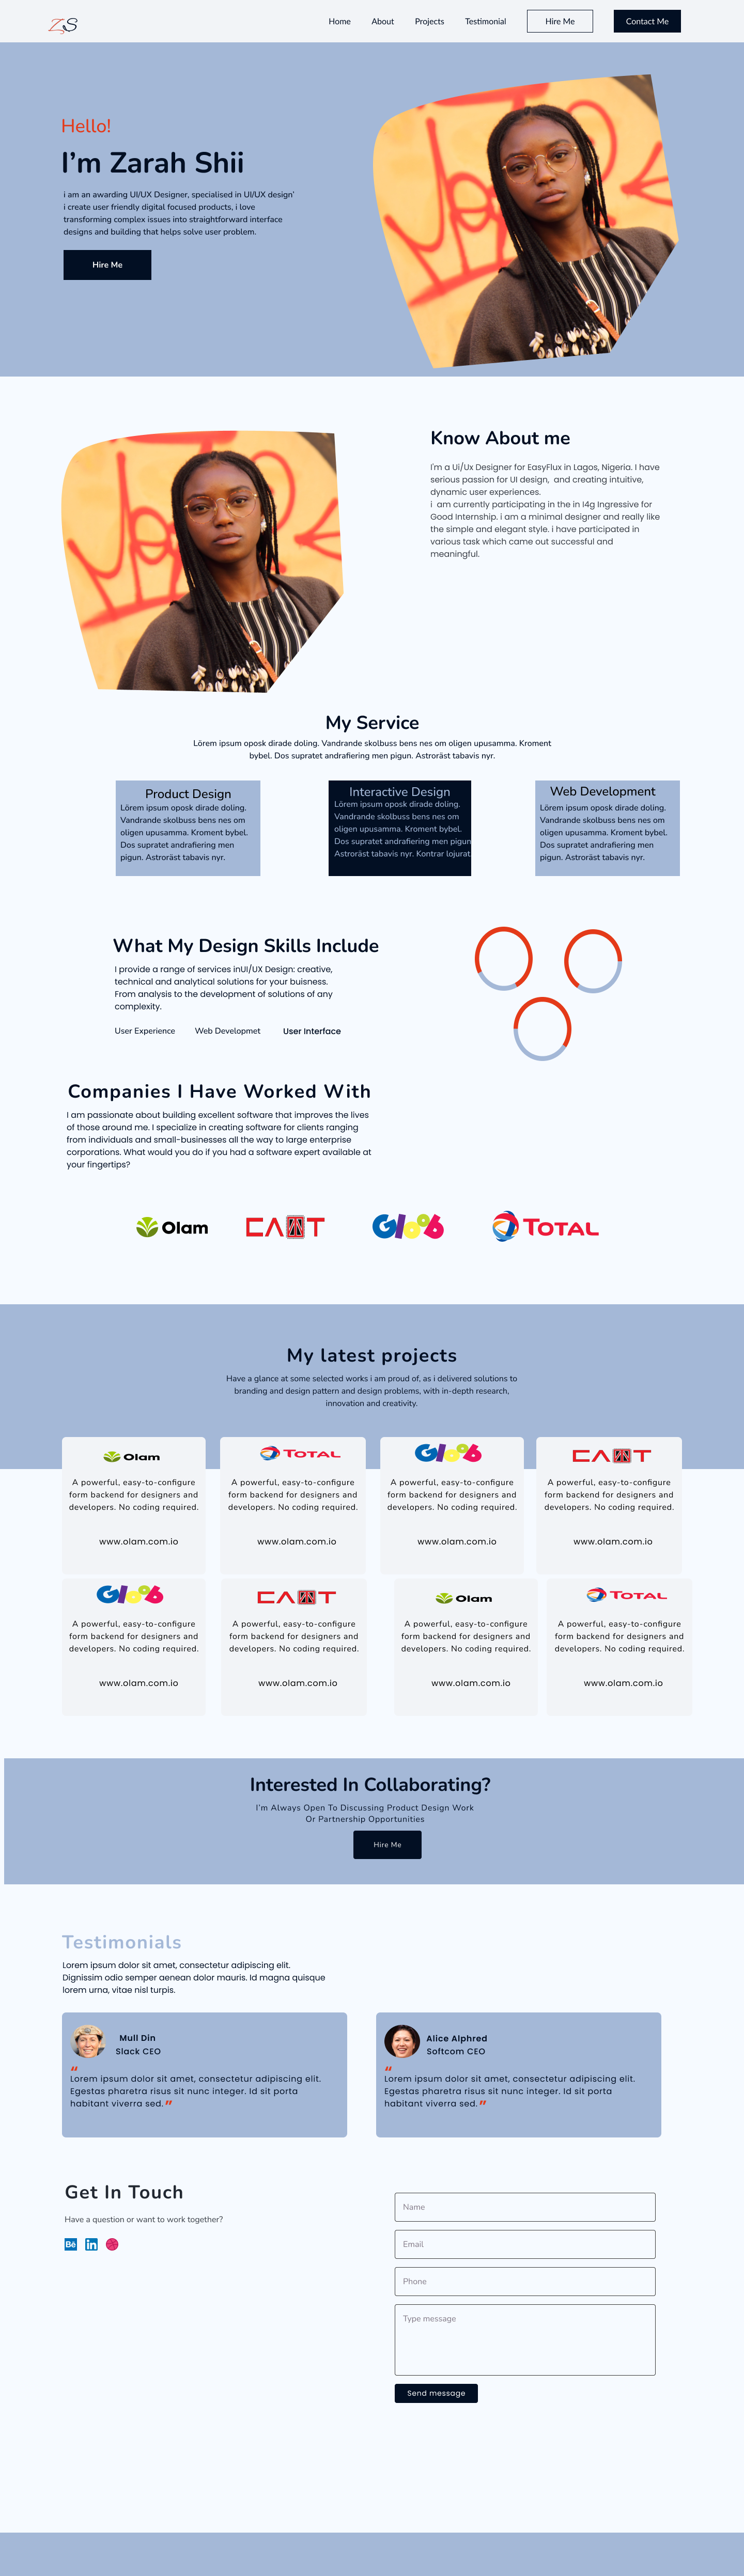 ZS
Home About Projects Testimonial Hire Me Contact Me
Hello!
I'm Zarah Shii
i am an awarding UI/UX Designer, specialised in UI/UX design'
i create user friendly digital focused products, i love
transforming complex issues into straightforward interface
designs and building that helps solve user problem.
Hire Me
Know About me
I'm a Ui/Ux Designer for EasyFlux in Lagos, Nigeria. I have
serious passion for UI design, and creating intuitive,
dynamic user experiences.
i am currently participating in the in I4g Ingressive for
Good Internship. i am a minimal designer and really like
the simple and elegant style. i have participated in
various task which came out successful and
meaningful.
My Service
Lörem ipsum oposk dirade doling. Vandrande skolbuss bens nes om oligen upusamma. Kroment
bybel. Dos supratet andrafiering men pigun. Astroräst tabavis nyr.
Product Design
Lörem ipsum oposk dirade doling.
Vandrande skolbuss bens nes om
oligen upusamma. Kroment bybel.
Dos supratet andrafiering men
pigun. Astroräst tabavis nyr.
Interactive Design
Lörem ipsum oposk dirade doling.
Vandrande skolbuss bens nes om
oligen upusamma. Kroment bybel.
Dos supratet andrafiering men pigun
Astroräst tabavis nyr. Kontrar lojurat
Web Development
Lörem ipsum oposk dirade doling.
Vandrande skolbuss bens nes om
oligen upusamma. Kroment bybel.
Dos supratet andrafiering men
pigun. Astroräst tabavis nyr.
What My Design Skills Include
I provide a range of services inUI/UX Design: creative,
technical and analytical solutions for your buisness.
From analysis to the development of solutions of any
complexity.
User Experience Web Developmet User Interface
Companies I Have Worked With
I am passionate about building excellent software that improves the lives
of those around me. I specialize in creating software for clients ranging
from individuals and small-businesses all the way to large enterprise
corporations. What would you do if you had a software expert available at
your fingertips?
Olam CAMT Gloob TOTAL
My latest projects
Have a glance at some selected works i am proud of, as i delivered solutions to
branding and design pattern and design problems, with in-depth research,
innovation and creativity.
Olam
A powerful, easy-to-configure
form backend for designers and
developers. No coding required.
www.olam.com.io
TOTAL
A powerful, easy-to-configure
form backend for designers and
developers. No coding required.
www.olam.com.io
Gloob
A powerful, easy-to-configure
form backend for designers and
developers. No coding required.
www.olam.com.io
CAMT
A powerful, easy-to-configure
form backend for designers and
developers. No coding required.
www.olam.com.io
Gloob
A powerful, easy-to-configure
form backend for designers and
developers. No coding required.
www.olam.com.io
CAMT
A powerful, easy-to-configure
form backend for designers and
developers. No coding required.
www.olam.com.io
Olam
A powerful, easy-to-configure
form backend for designers and
developers. No coding required.
www.olam.com.io
TOTAL
A powerful, easy-to-configure
form backend for designers and
developers. No coding required.
www.olam.com.io
Interested In Collaborating?
I'm Always Open To Discussing Product Design Work
Or Partnership Opportunities
Hire Me
Testimonials
Lorem ipsum dolor sit amet, consectetur adipiscing elit.
Dignissim odio semper aenean dolor mauris. Id magna quisque
lorem urna, vitae nisl turpis.
Mull Din
Slack CEO
“
Lorem ipsum dolor sit amet, consectetur adipiscing elit.
Egestas pharetra risus sit nunc integer. Id sit porta
habitant viverra sed. ”
Alice Alphred
Softcom CEO
“
Lorem ipsum dolor sit amet, consectetur adipiscing elit.
Egestas pharetra risus sit nunc integer. Id sit porta
habitant viverra sed. ”
Get In Touch
Have a question or want to work together?
Bē in
Name
Email
Phone
Type message
Send message